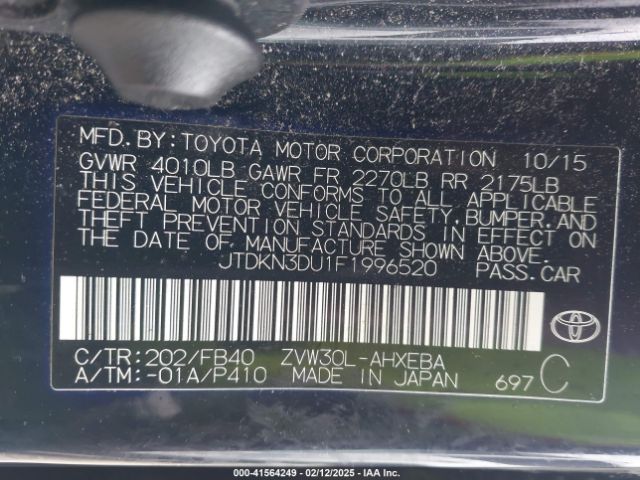 MFD. BY: TOYOTA MOTOR CORPORATION 10/15
GVWR 4010LB GAWR FR 2270LB RR 2175LB
THIS VEHICLE CONFORMS TO ALL APPLICABLE
FEDERAL MOTOR VEHICLE SAFETY, BUMPER, AND
THEFT PREVENTION STANDARDS IN EFFECT ON
THE DATE OF MANUFACTURE SHOWN ABOVE.
JTDKN3DU1F1996520 PASS. CAR
C/TR: 202/FB40 ZVW30L-AHXEBA
A/TM: -01A/P410 MADE IN JAPAN 697 C
000-41564249 - 02/12/2025 - IAA Inc.